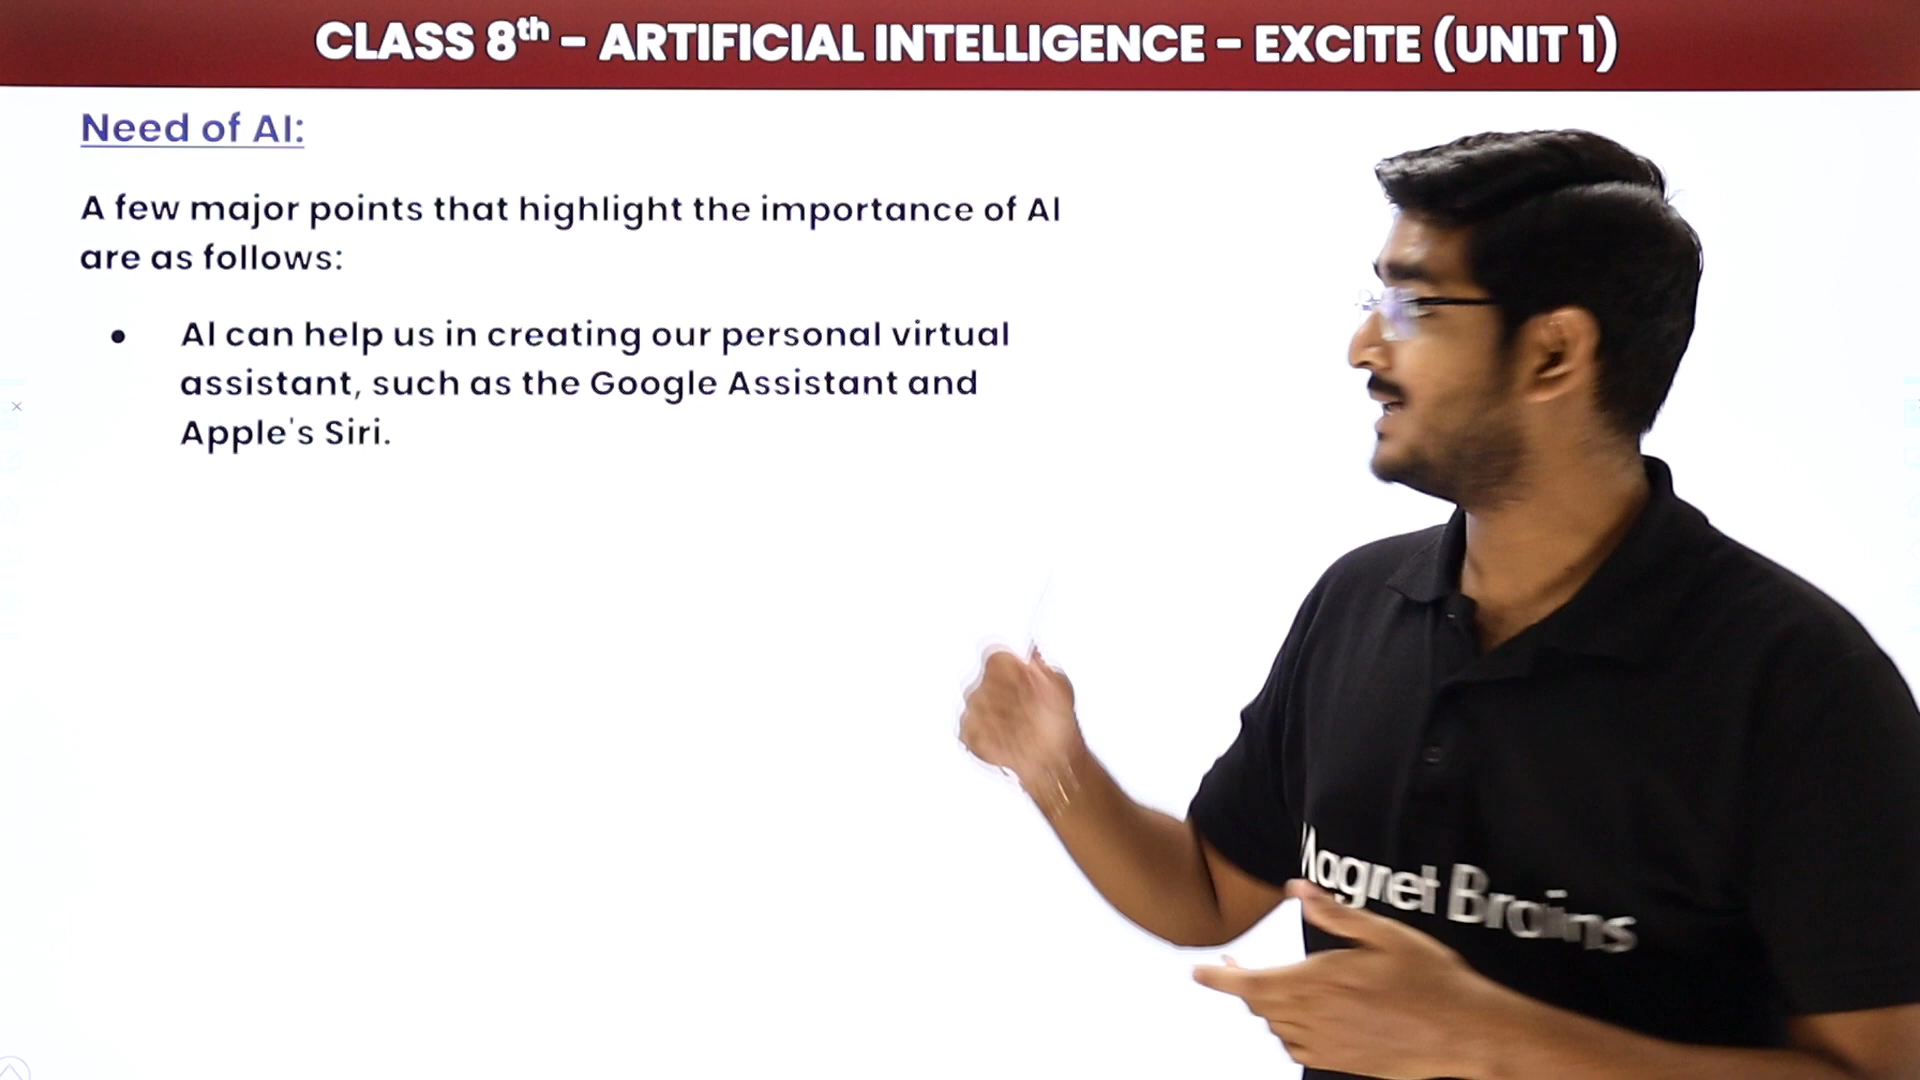 CLASS 8th – ARTIFICIAL INTELLIGENCE – EXCITE (UNIT 1)
Need of AI:
A few major points that highlight the importance of AI
are as follows:
• AI can help us in creating our personal virtual
assistant, such as the Google Assistant and
Apple's Siri.
Magnet Brains